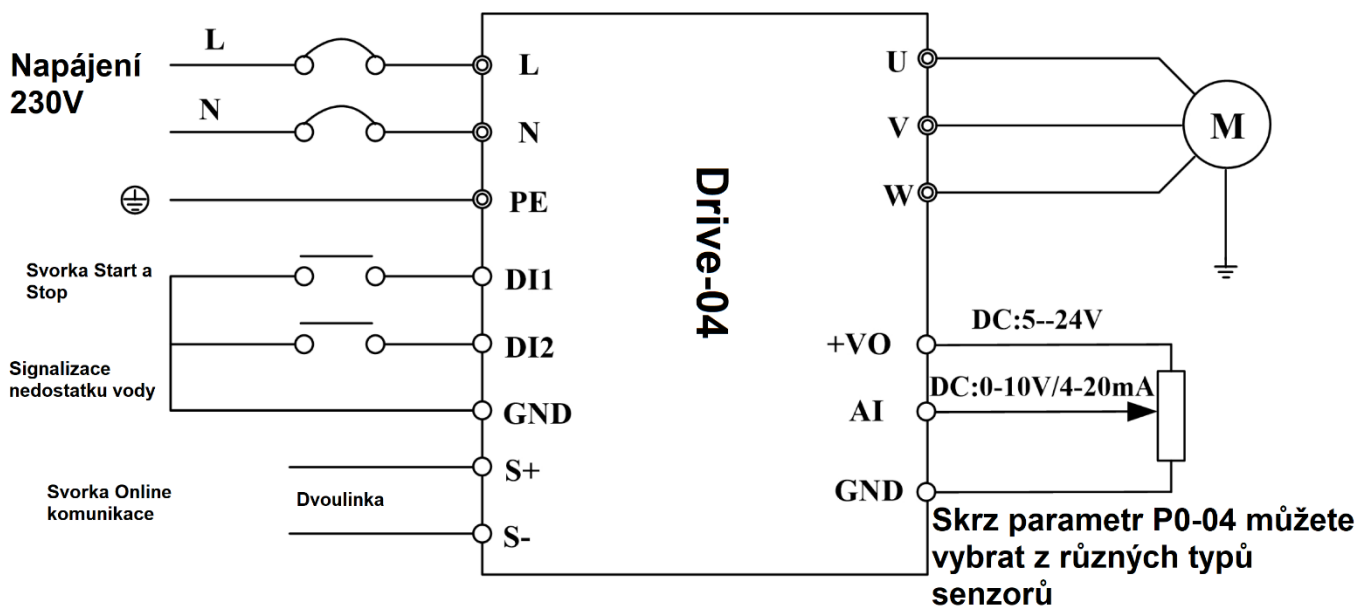 Napájení
230V
L
N
L
N
PE
Svorka Start a
Stop
DI1
Signalizace
nedostatku vody
DI2
GND
Svorka Online
komunikace
Dvoulinka
S+
S-
Drive-04
U
V
W
M
+VO
DC:5--24V
AI
DC:0-10V/4-20mA
GND
Skrz parametr P0-04 můžete
vybrat z různých typů
senzorů